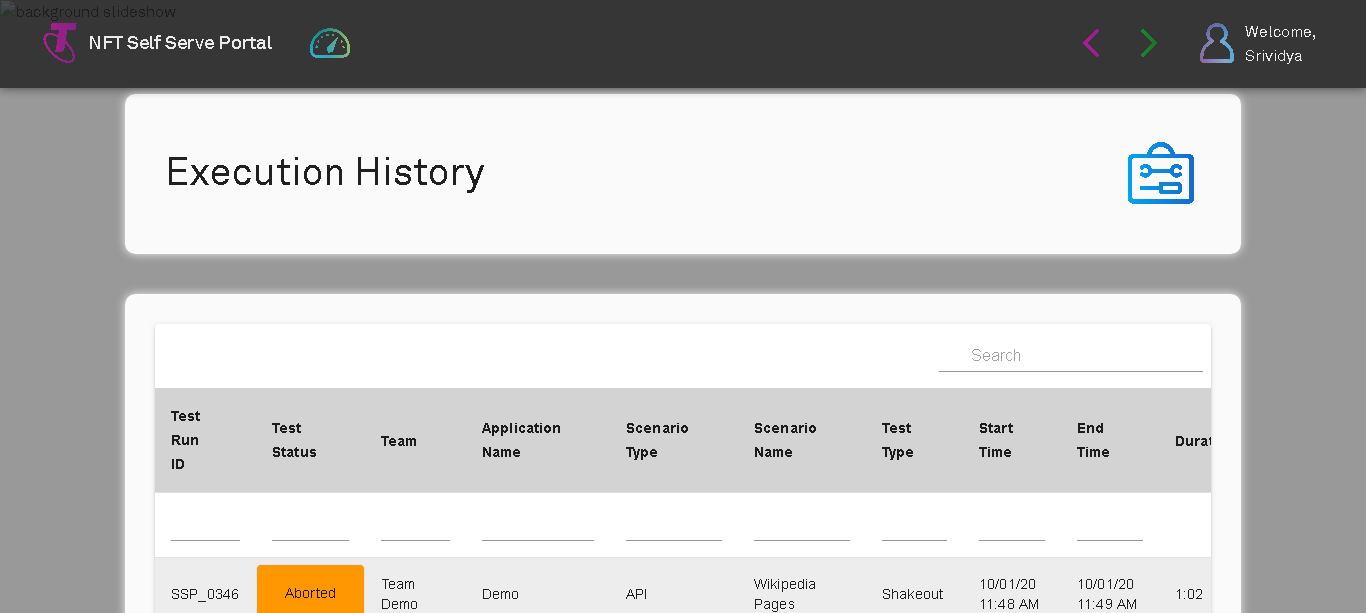 background slideshow
NFT Self Serve Portal
Welcome,
Srividya
Execution History
Search
Test Run ID
Test Status
Team
Application Name
Scenario Type
Scenario Name
Test Type
Start Time
End Time
Durat
SSP_0346
Aborted
Team Demo
Demo
API
Wikipedia Pages
Shakeout
10/01/20 11:48 AM
10/01/20 11:49 AM
1:02